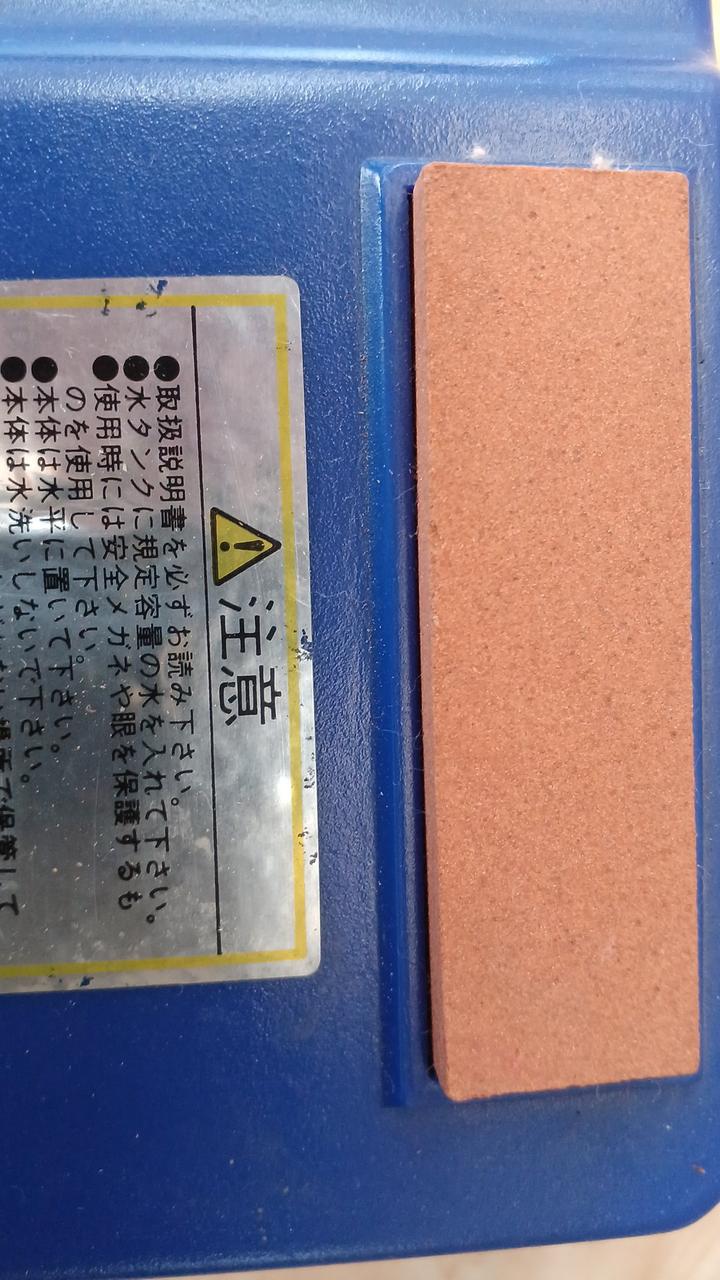 注意
●取扱説明書を必ずお読み下さい。
●水タンクに規定容量の水を入れて下さい。
●使用時には安全メガネや眼を保護するも
のを使用して下さい。
●本体は水平に置いて下さい。
●本体は水洗いしないで下さい。